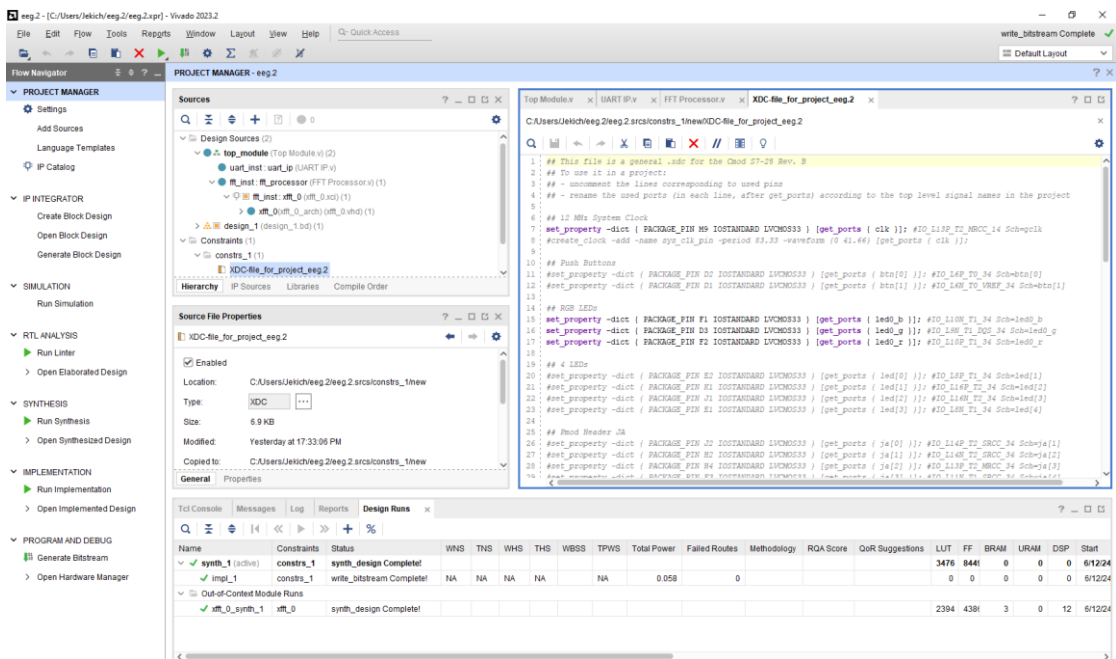 eeg.2 - [C:/Users/Jekich/eeg.2/eeg.2.xpr] - Vivado 2023.2
File Edit Flow Tools Reports Window Layout View Help Q- Quick Access
write_bitstream Complete
Default Layout
Flow Navigator
PROJECT MANAGER - eeg.2
PROJECT MANAGER
Settings
Add Sources
Language Templates
IP Catalog
IP INTEGRATOR
Create Block Design
Open Block Design
Generate Block Design
SIMULATION
Run Simulation
RTL ANALYSIS
Run Linter
Open Elaborated Design
SYNTHESIS
Run Synthesis
Open Synthesized Design
IMPLEMENTATION
Run Implementation
Open Implemented Design
PROGRAM AND DEBUG
Generate Bitstream
Open Hardware Manager
Sources
0
Design Sources (2)
top_module (Top Module.v) (2)
uart_inst : uart_ip (UART IP.v)
fft_inst : fft_processor (FFT Processor.v) (1)
fft_inst : xfft_0 (xfft_0.xci) (1)
xfft_0(xfft_0_arch) (xfft_0.vhd) (1)
design_1 (design_1.bd) (1)
Constraints (1)
constrs_1 (1)
XDC-file_for_project_eeg.2
Hierarchy IP Sources Libraries Compile Order
Source File Properties
XDC-file_for_project_eeg.2
Enabled
Location: C:/Users/Jekich/eeg.2/eeg.2.srcs/constrs_1/new
Type: XDC
Size: 6.9 KB
Modified: Yesterday at 17:33:06 PM
Copied to: C:/Users/Jekich/eeg.2/eeg.2.srcs/constrs_1/new
General Properties
Top Module.v UART IP.v FFT Processor.v XDC-file_for_project_eeg.2
C:/Users/Jekich/eeg.2/eeg.2.srcs/constrs_1/new/XDC-file_for_project_eeg.2
1 ## This file is a general .xdc for the Cmod S7-25 Rev. B
2 ## To use it in a project:
3 ## - uncomment the lines corresponding to used pins
4 ## - rename the used ports (in each line, after get_ports) according to the top level signal names in the project
5
6 ## 12 MHz System Clock
7 set_property -dict { PACKAGE_PIN M9 IOSTANDARD LVCMOS33 } [get_ports { clk }]; #IO_L13P_T2_MRCC_14 Sch=gclk
8 #create_clock -add -name sys_clk_pin -period 83.33 -waveform {0 41.66} [get_ports { clk }];
9
10 ## Push Buttons
11 #set_property -dict { PACKAGE_PIN D2 IOSTANDARD LVCMOS33 } [get_ports { btn[0] }]; #IO_L6P_T0_34 Sch=btn[0]
12 #set_property -dict { PACKAGE_PIN D1 IOSTANDARD LVCMOS33 } [get_ports { btn[1] }]; #IO_L6N_T0_VREF_34 Sch=btn[1]
13
14 ## RGB LEDs
15 set_property -dict { PACKAGE_PIN F1 IOSTANDARD LVCMOS33 } [get_ports { led0_b }]; #IO_L10N_T1_34 Sch=led0_b
16 set_property -dict { PACKAGE_PIN D3 IOSTANDARD LVCMOS33 } [get_ports { led0_g }]; #IO_L9N_T1_DQS_34 Sch=led0_g
17 set_property -dict { PACKAGE_PIN F2 IOSTANDARD LVCMOS33 } [get_ports { led0_r }]; #IO_L10P_T1_34 Sch=led0_r
18
19 ## 4 LEDs
20 #set_property -dict { PACKAGE_PIN E2 IOSTANDARD LVCMOS33 } [get_ports { led[0] }]; #IO_L8P_T1_34 Sch=led[1]
21 #set_property -dict { PACKAGE_PIN K1 IOSTANDARD LVCMOS33 } [get_ports { led[1] }]; #IO_L16P_T2_34 Sch=led[2]
22 #set_property -dict { PACKAGE_PIN J1 IOSTANDARD LVCMOS33 } [get_ports { led[2] }]; #IO_L16N_T2_34 Sch=led[3]
23 #set_property -dict { PACKAGE_PIN E1 IOSTANDARD LVCMOS33 } [get_ports { led[3] }]; #IO_L8N_T1_34 Sch=led[4]
24
25 ## Pmod Header JA
26 #set_property -dict { PACKAGE_PIN J2 IOSTANDARD LVCMOS33 } [get_ports { ja[0] }]; #IO_L14P_T2_SRCC_34 Sch=ja[1]
27 #set_property -dict { PACKAGE_PIN H2 IOSTANDARD LVCMOS33 } [get_ports { ja[1] }]; #IO_L14N_T2_SRCC_34 Sch=ja[2]
28 #set_property -dict { PACKAGE_PIN H4 IOSTANDARD LVCMOS33 } [get_ports { ja[2] }]; #IO_L13P_T2_MRCC_34 Sch=ja[3]
Tcl Console Messages Log Reports Design Runs
Name Constraints Status WNS TNS WHS THS WBSS TPWS Total Power Failed Routes Methodology RQA Score QoR Suggestions LUT FF BRAM URAM DSP Start
synth_1 (active) constrs_1 synth_design Complete! 3476 844 0 0 0 6/12/24
impl_1 constrs_1 write_bitstream Complete! NA NA NA NA NA 0.058 0 0 0 0 0 0 6/12/24
Out-of-Context Module Runs
xfft_0_synth_1 xfft_0 synth_design Complete! 2394 438 3 0 12 6/12/24